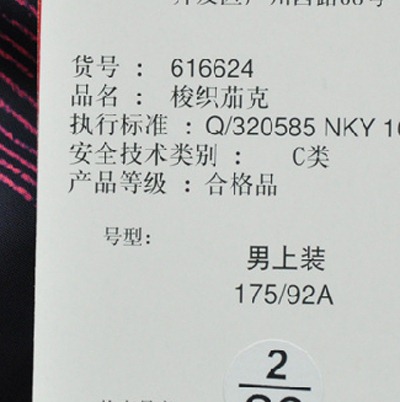 货号 : 616624
品名 : 梭织茄克
执行标准 : Q/320585 NKY
安全技术类别 : C类
产品等级 : 合格品
号型:
男上装
175/92A
2